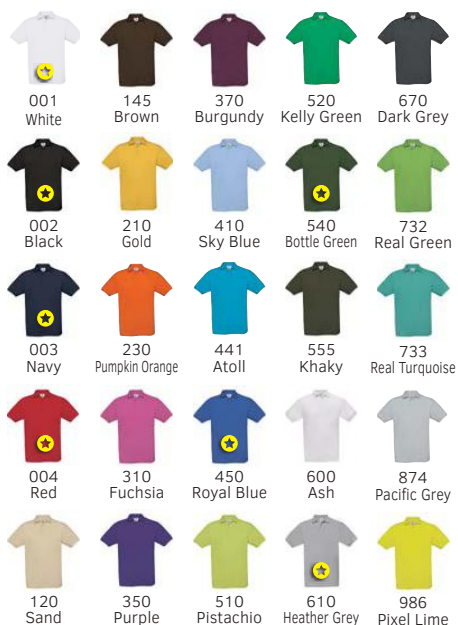 001
White
145
Brown
370
Burgundy
520
Kelly Green
670
Dark Grey
002
Black
210
Gold
410
Sky Blue
540
Bottle Green
732
Real Green
003
Navy
230
Pumpkin Orange
441
Atoll
555
Khaky
733
Real Turquoise
004
Red
310
Fuchsia
450
Royal Blue
600
Ash
874
Pacific Grey
120
Sand
350
Purple
510
Pistachio
610
Heather Grey
986
Pixel Lime